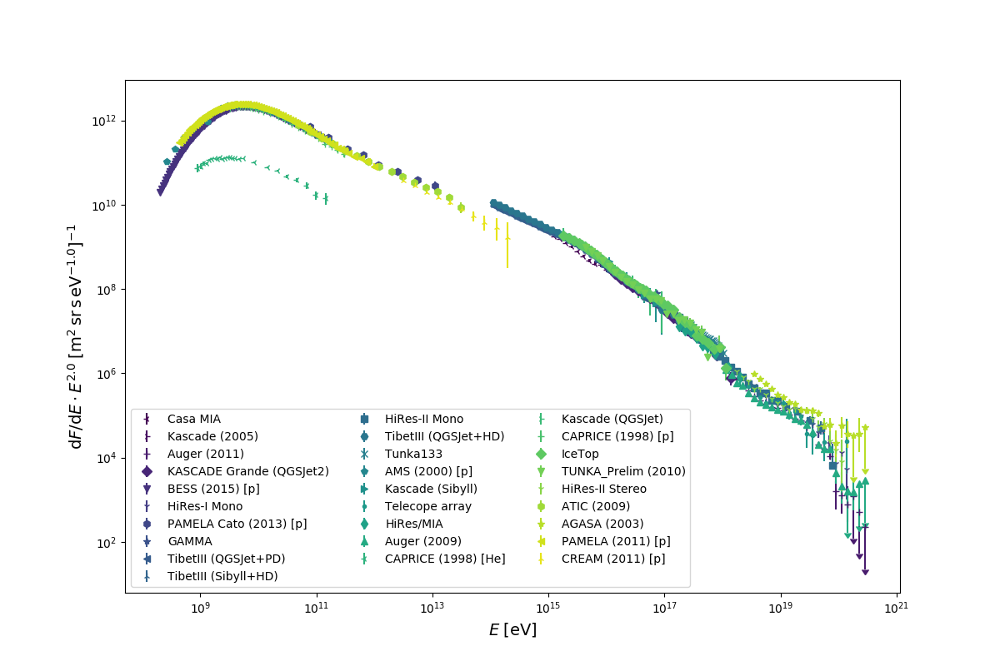 10^12
10^10
10^8
10^6
10^4
10^2
dF/dE · E^2.0 [m^2 sr s eV^−1.0]^−1
Casa MIA
Kascade (2005)
Auger (2011)
KASCADE Grande (QGSJet2)
BESS (2015) [p]
HiRes-I Mono
PAMELA Cato (2013) [p]
GAMMA
TibetIII (QGSJet+PD)
TibetIII (Sibyll+HD)
HiRes-II Mono
TibetIII (QGSJet+HD)
Tunka133
AMS (2000) [p]
Kascade (Sibyll)
Telecope array
HiRes/MIA
Auger (2009)
CAPRICE (1998) [He]
Kascade (QGSJet)
CAPRICE (1998) [p]
IceTop
TUNKA_Prelim (2010)
HiRes-II Stereo
ATIC (2009)
AGASA (2003)
PAMELA (2011) [p]
CREAM (2011) [p]
10^9 10^11 10^13 10^15 10^17 10^19 10^21
E [eV]